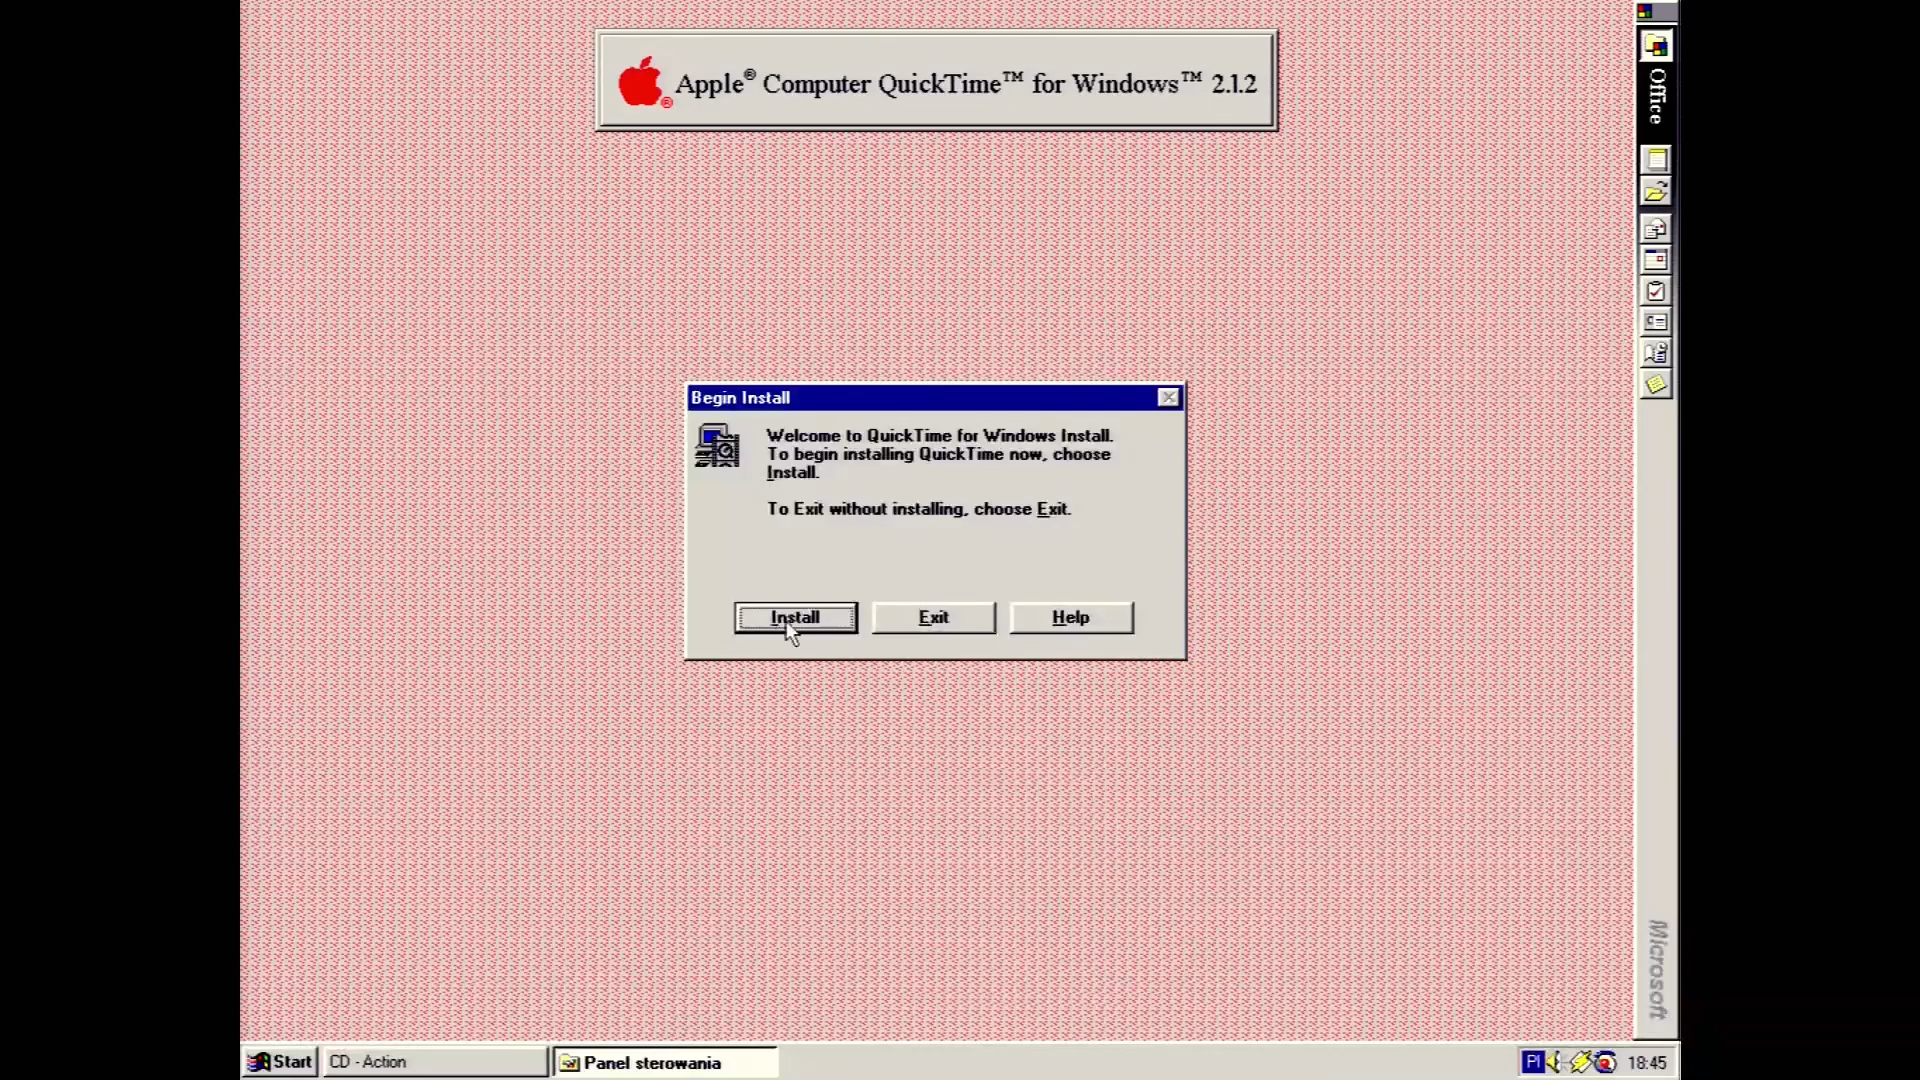 Apple® Computer QuickTime™ for Windows™ 2.1.2
Office
Begin Install
Welcome to QuickTime for Windows Install.
To begin installing QuickTime now, choose
Install.
To Exit without installing, choose Exit.
Install
Exit
Help
Microsoft
Start
CD - Action
Panel sterowania
Pl
18:45